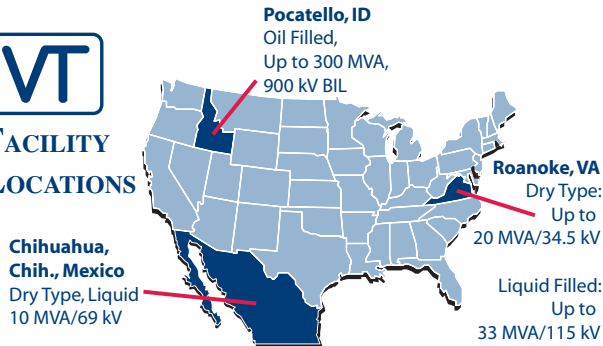 VT
FACILITY
LOCATIONS
Pocatello, ID
Oil Filled,
Up to 300 MVA,
900 kV BIL
Roanoke, VA
Dry Type:
Up to
20 MVA/34.5 kV
Liquid Filled:
Up to
33 MVA/115 kV
Chihuahua,
Chih., Mexico
Dry Type, Liquid
10 MVA/69 kV